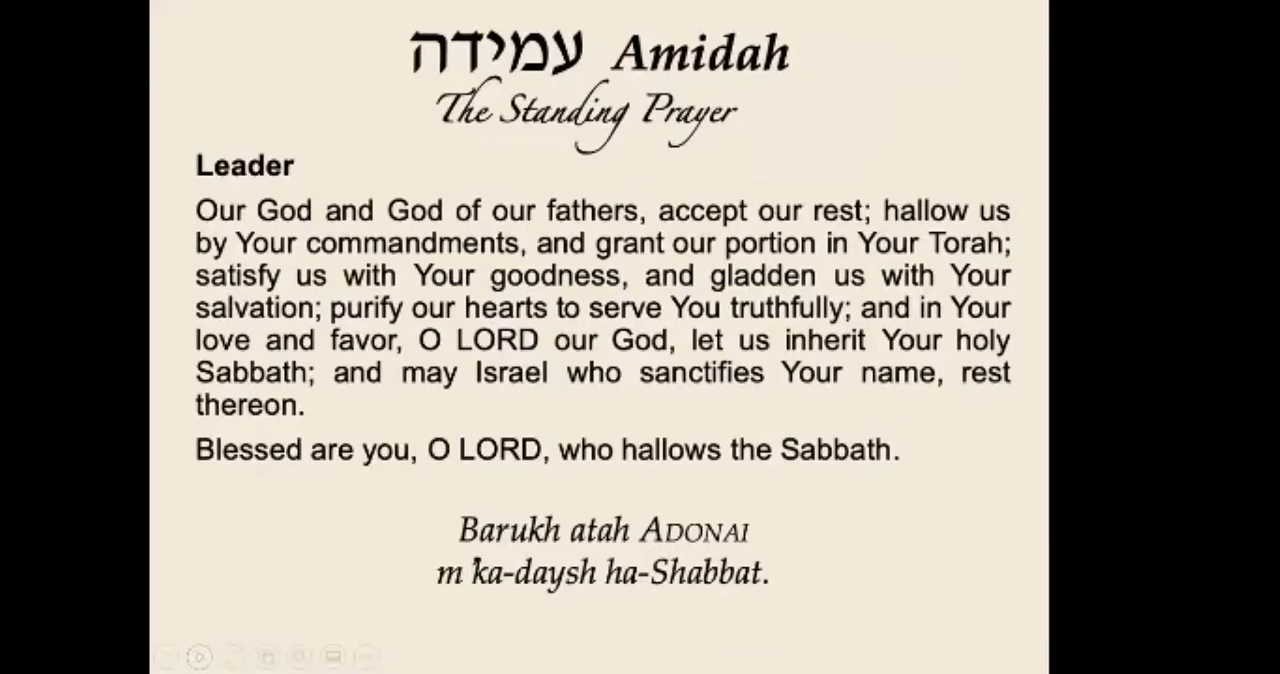 עמידה Amidah
The Standing Prayer
Leader
Our God and God of our fathers, accept our rest; hallow us
by Your commandments, and grant our portion in Your Torah;
satisfy us with Your goodness, and gladden us with Your
salvation; purify our hearts to serve You truthfully; and in Your
love and favor, O LORD our God, let us inherit Your holy
Sabbath; and may Israel who sanctifies Your name, rest
thereon.
Blessed are you, O LORD, who hallows the Sabbath.
Barukh atah ADONAI
m'ka-daysh ha-Shabbat.